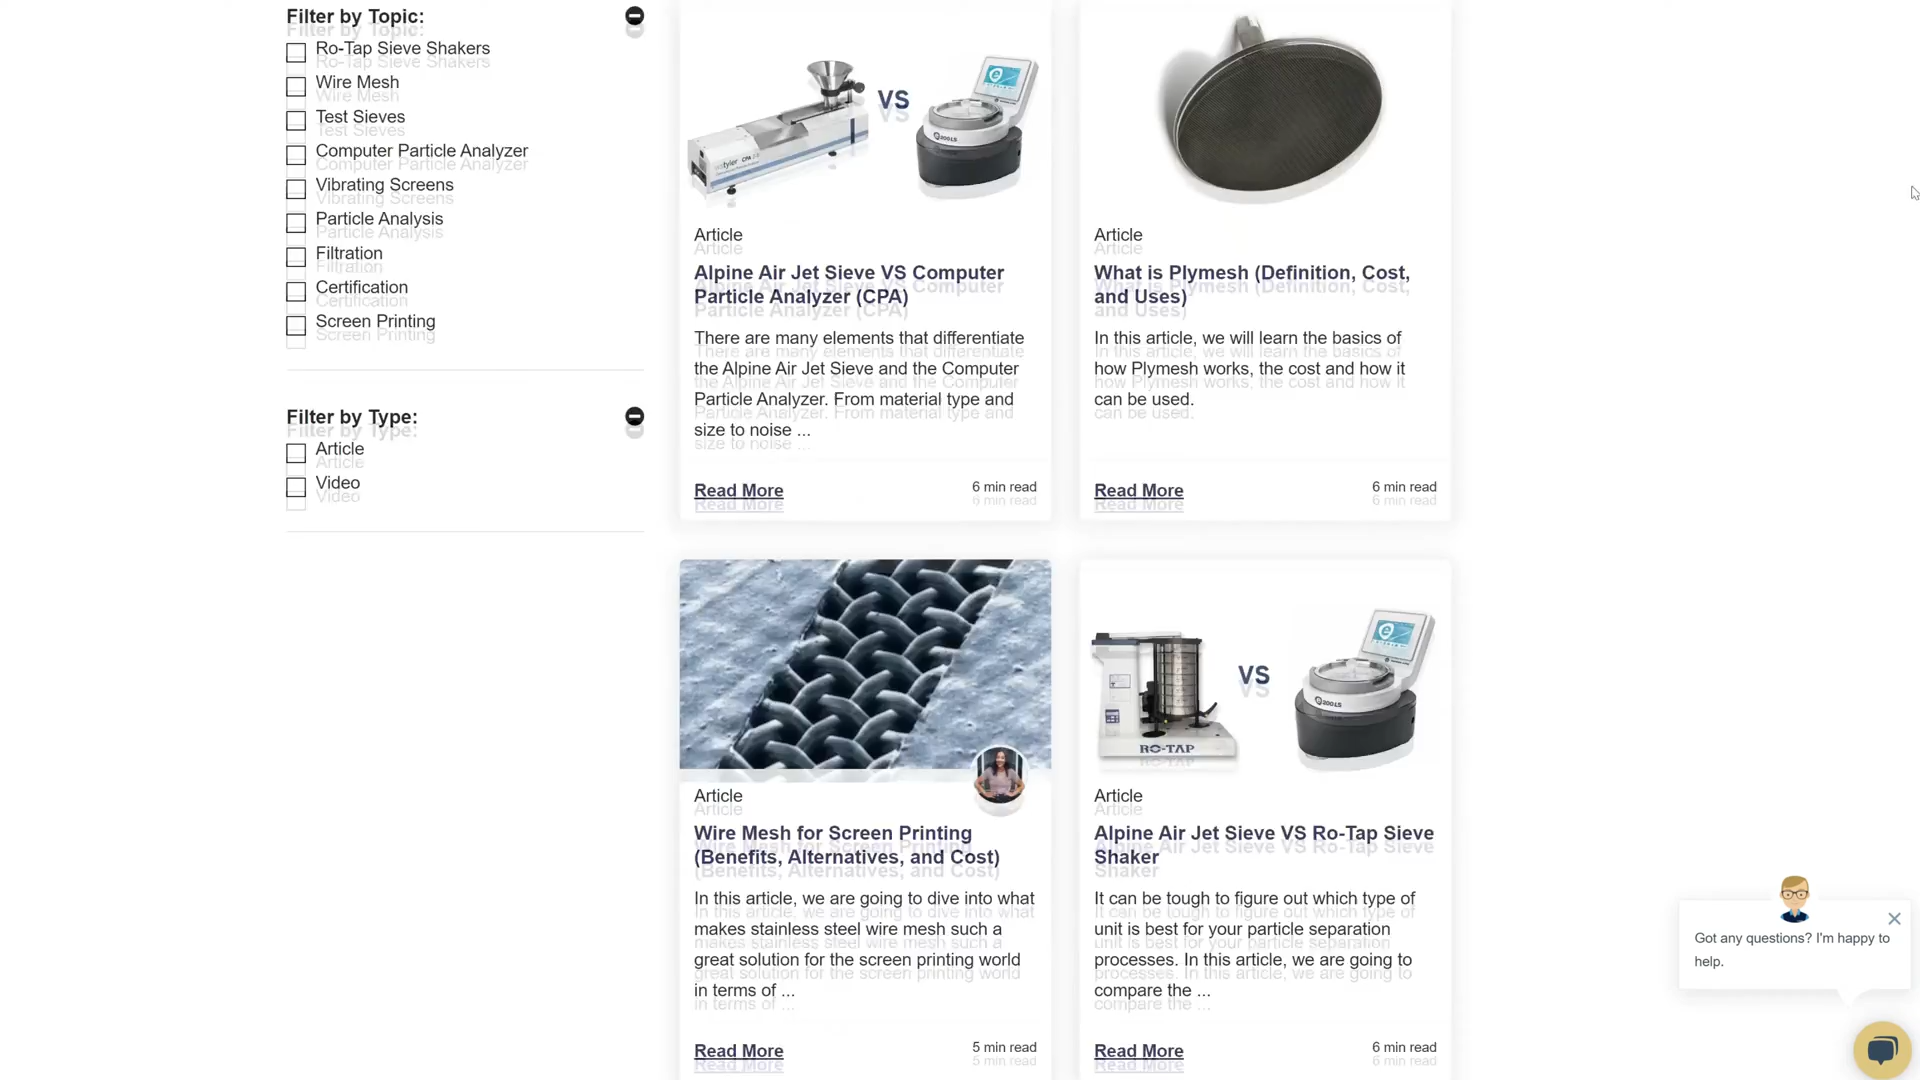 Filter by Topic:
Ro-Tap Sieve Shakers
Wire Mesh
Test Sieves
Computer Particle Analyzer
Vibrating Screens
Particle Analysis
Filtration
Certification
Screen Printing
Filter by Type:
Article
Video
VS
Article
Alpine Air Jet Sieve VS Computer
Particle Analyzer (CPA)
There are many elements that differentiate
the Alpine Air Jet Sieve and the Computer
Particle Analyzer. From material type and
size to noise ...
Read More
6 min read
Article
What is Plymesh (Definition, Cost,
and Uses)
In this article, we will learn the basics of
how Plymesh works, the cost and how it
can be used.
Read More
6 min read
Article
Wire Mesh for Screen Printing
(Benefits, Alternatives, and Cost)
In this article, we are going to dive into what
makes stainless steel wire mesh such a
great solution for the screen printing world
in terms of ...
Read More
5 min read
VS
RO-TAP
Article
Alpine Air Jet Sieve VS Ro-Tap Sieve
Shaker
It can be tough to figure out which type of
unit is best for your particle separation
processes. In this article, we are going to
compare the ...
Read More
6 min read
Got any questions? I'm happy to
help.